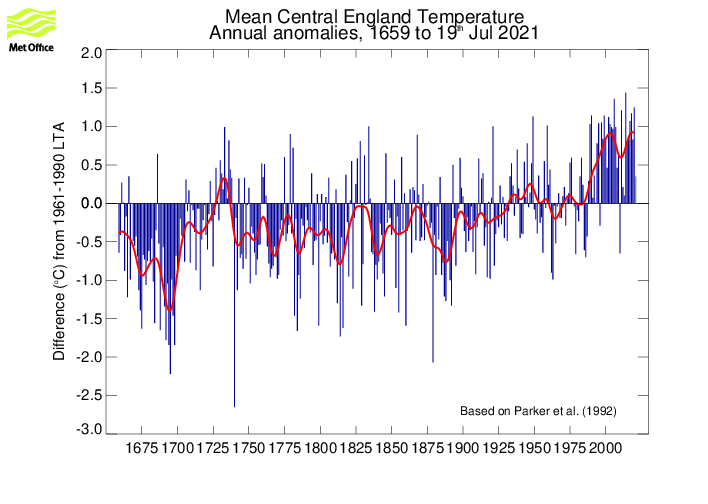 Met Office
Mean Central England Temperature
Annual anomalies, 1659 to 19th Jul 2021
Difference (°C) from 1961-1990 LTA
2.0
1.5
1.0
0.5
0.0
-0.5
-1.0
-1.5
-2.0
-2.5
-3.0
Based on Parker et al. (1992)
1675 1700 1725 1750 1775 1800 1825 1850 1875 1900 1925 1950 1975 2000